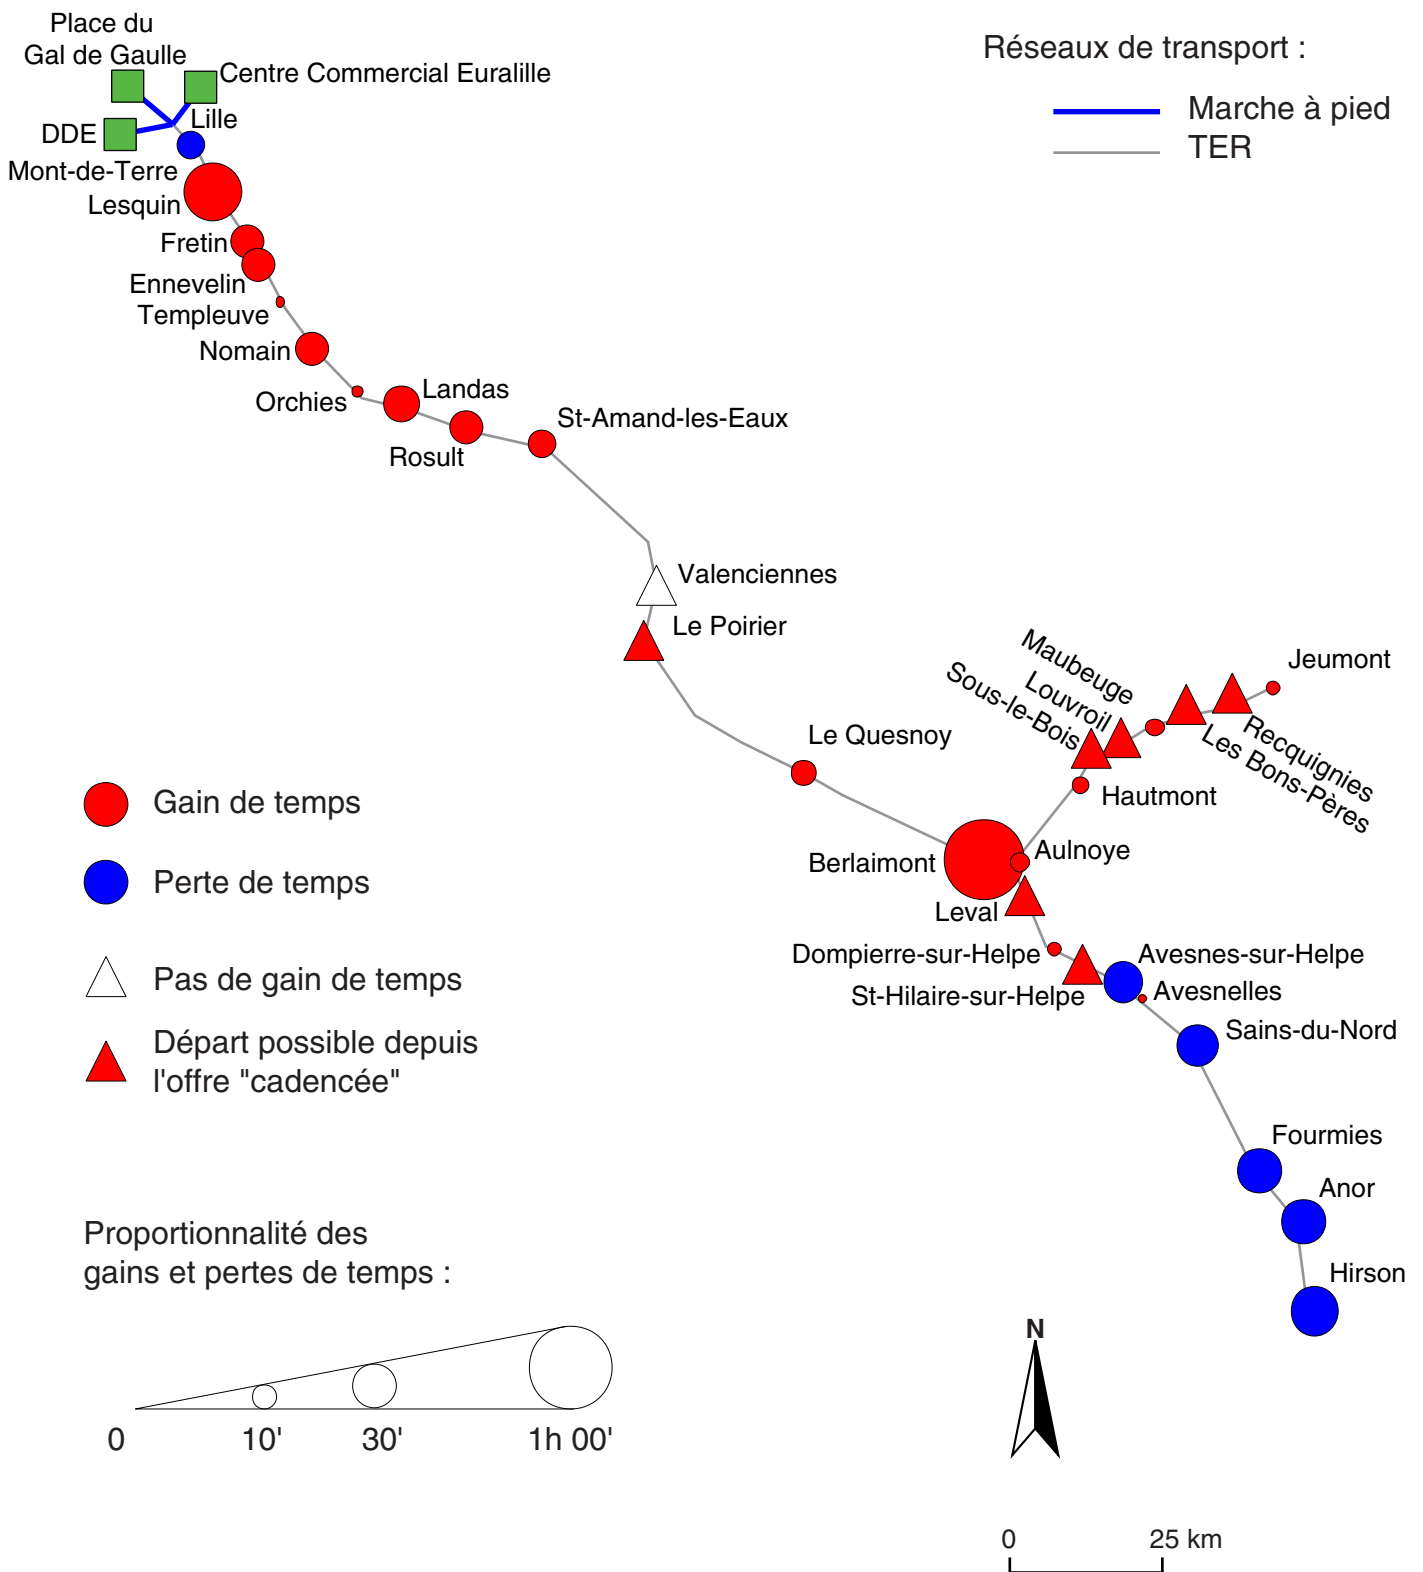 Place du
Gal de Gaulle
Centre Commercial Euralille
DDE
Lille
Mont-de-Terre
Lesquin
Fretin
Ennevelin
Templeuve
Nomain
Orchies
Landas
Rosult
St-Amand-les-Eaux
Valenciennes
Le Poirier
Le Quesnoy
Berlaimont
Aulnoye
Hautmont
Sous-le-Bois
Louvroil
Maubeuge
Les Bons-Pères
Recquignies
Jeumont
Leval
Dompierre-sur-Helpe
St-Hilaire-sur-Helpe
Avesnes-sur-Helpe
Avesnelles
Sains-du-Nord
Fourmies
Anor
Hirson
Réseaux de transport :
Marche à pied
TER
Gain de temps
Perte de temps
Pas de gain de temps
Départ possible depuis
l'offre "cadencée"
Proportionnalité des
gains et pertes de temps :
0 10' 30' 1h 00'
N
0 25 km